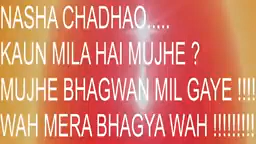 NASHA CHADHAO.....
KAUN MILA HAI MUJHE ?
MUJHE BHAGWAN MIL GAYE !!!!
WAH MERA BHAGYA WAH !!!!!!!!!